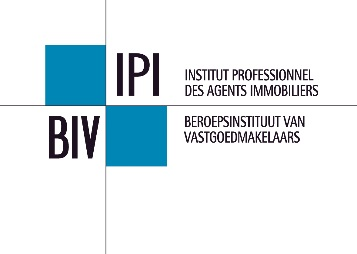 IPI
INSTITUT PROFESSIONNEL
DES AGENTS IMMOBILIERS
BIV
BEROEPSINSTITUUT VAN
VASTGOEDMAKELAARS